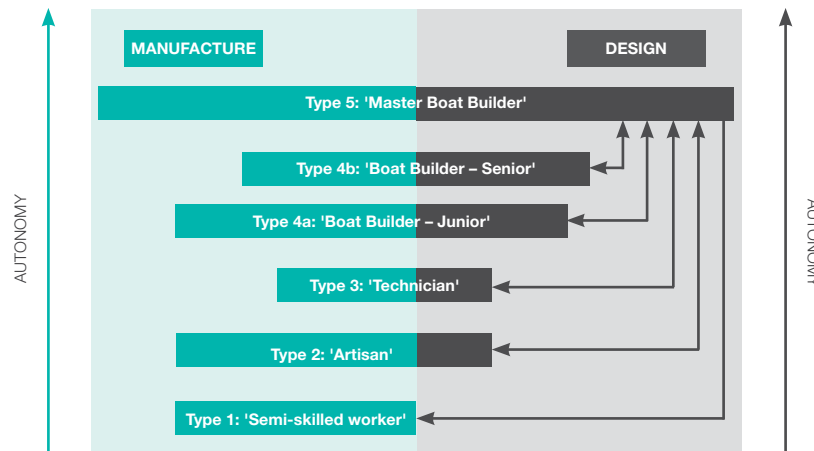 MANUFACTURE
DESIGN
Type 5: 'Master Boat Builder'
Type 4b: 'Boat Builder – Senior'
Type 4a: 'Boat Builder – Junior'
Type 3: 'Technician'
Type 2: 'Artisan'
Type 1: 'Semi-skilled worker'
AUTONOMY
AUTONOMY